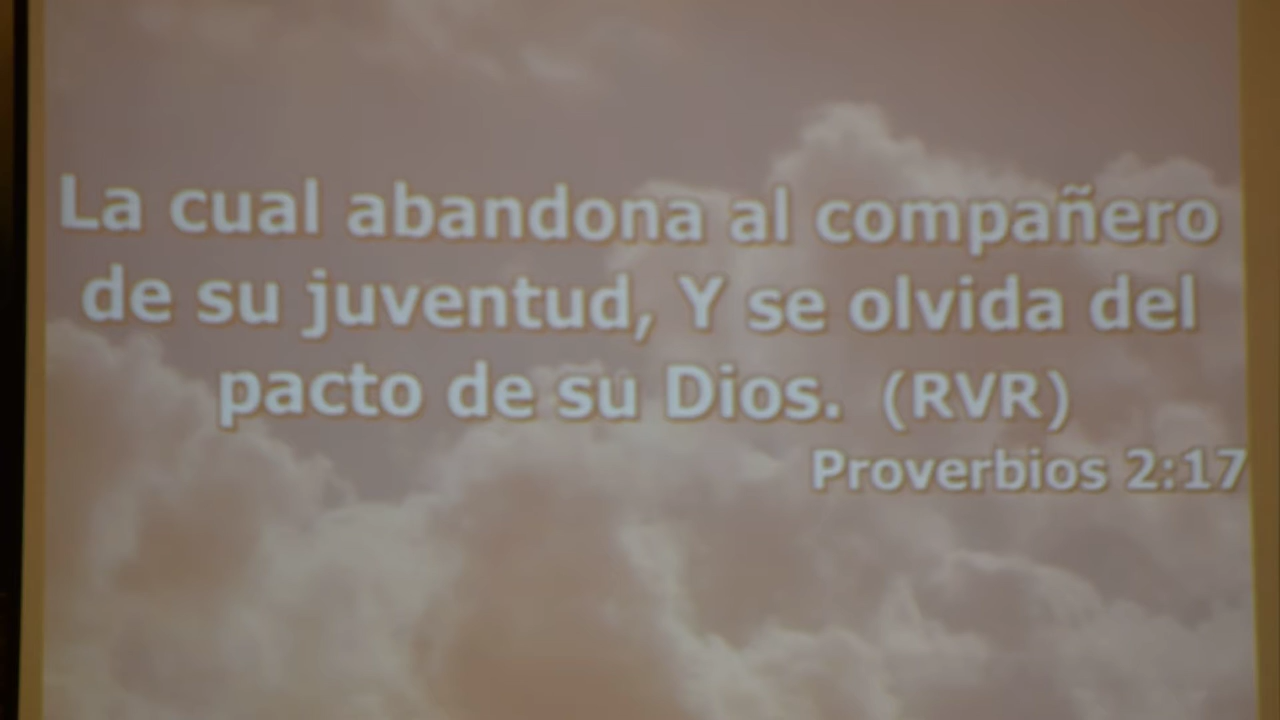 La cual abandona al compañero
de su juventud, Y se olvida del
pacto de su Dios. (RVR)
Proverbios 2:17